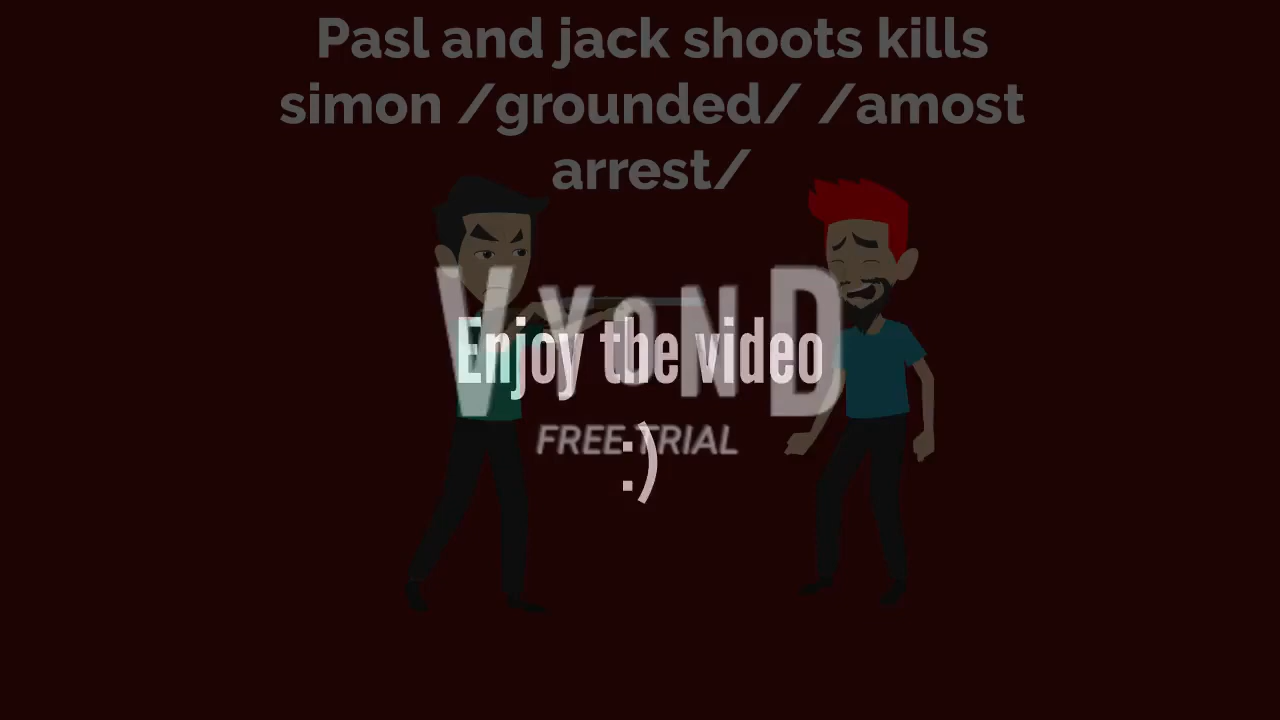 Pasl and jack shoots kills
simon /grounded/ /amost
arrest/
VYOND
Enjoy the video
FREE TRIAL
:)